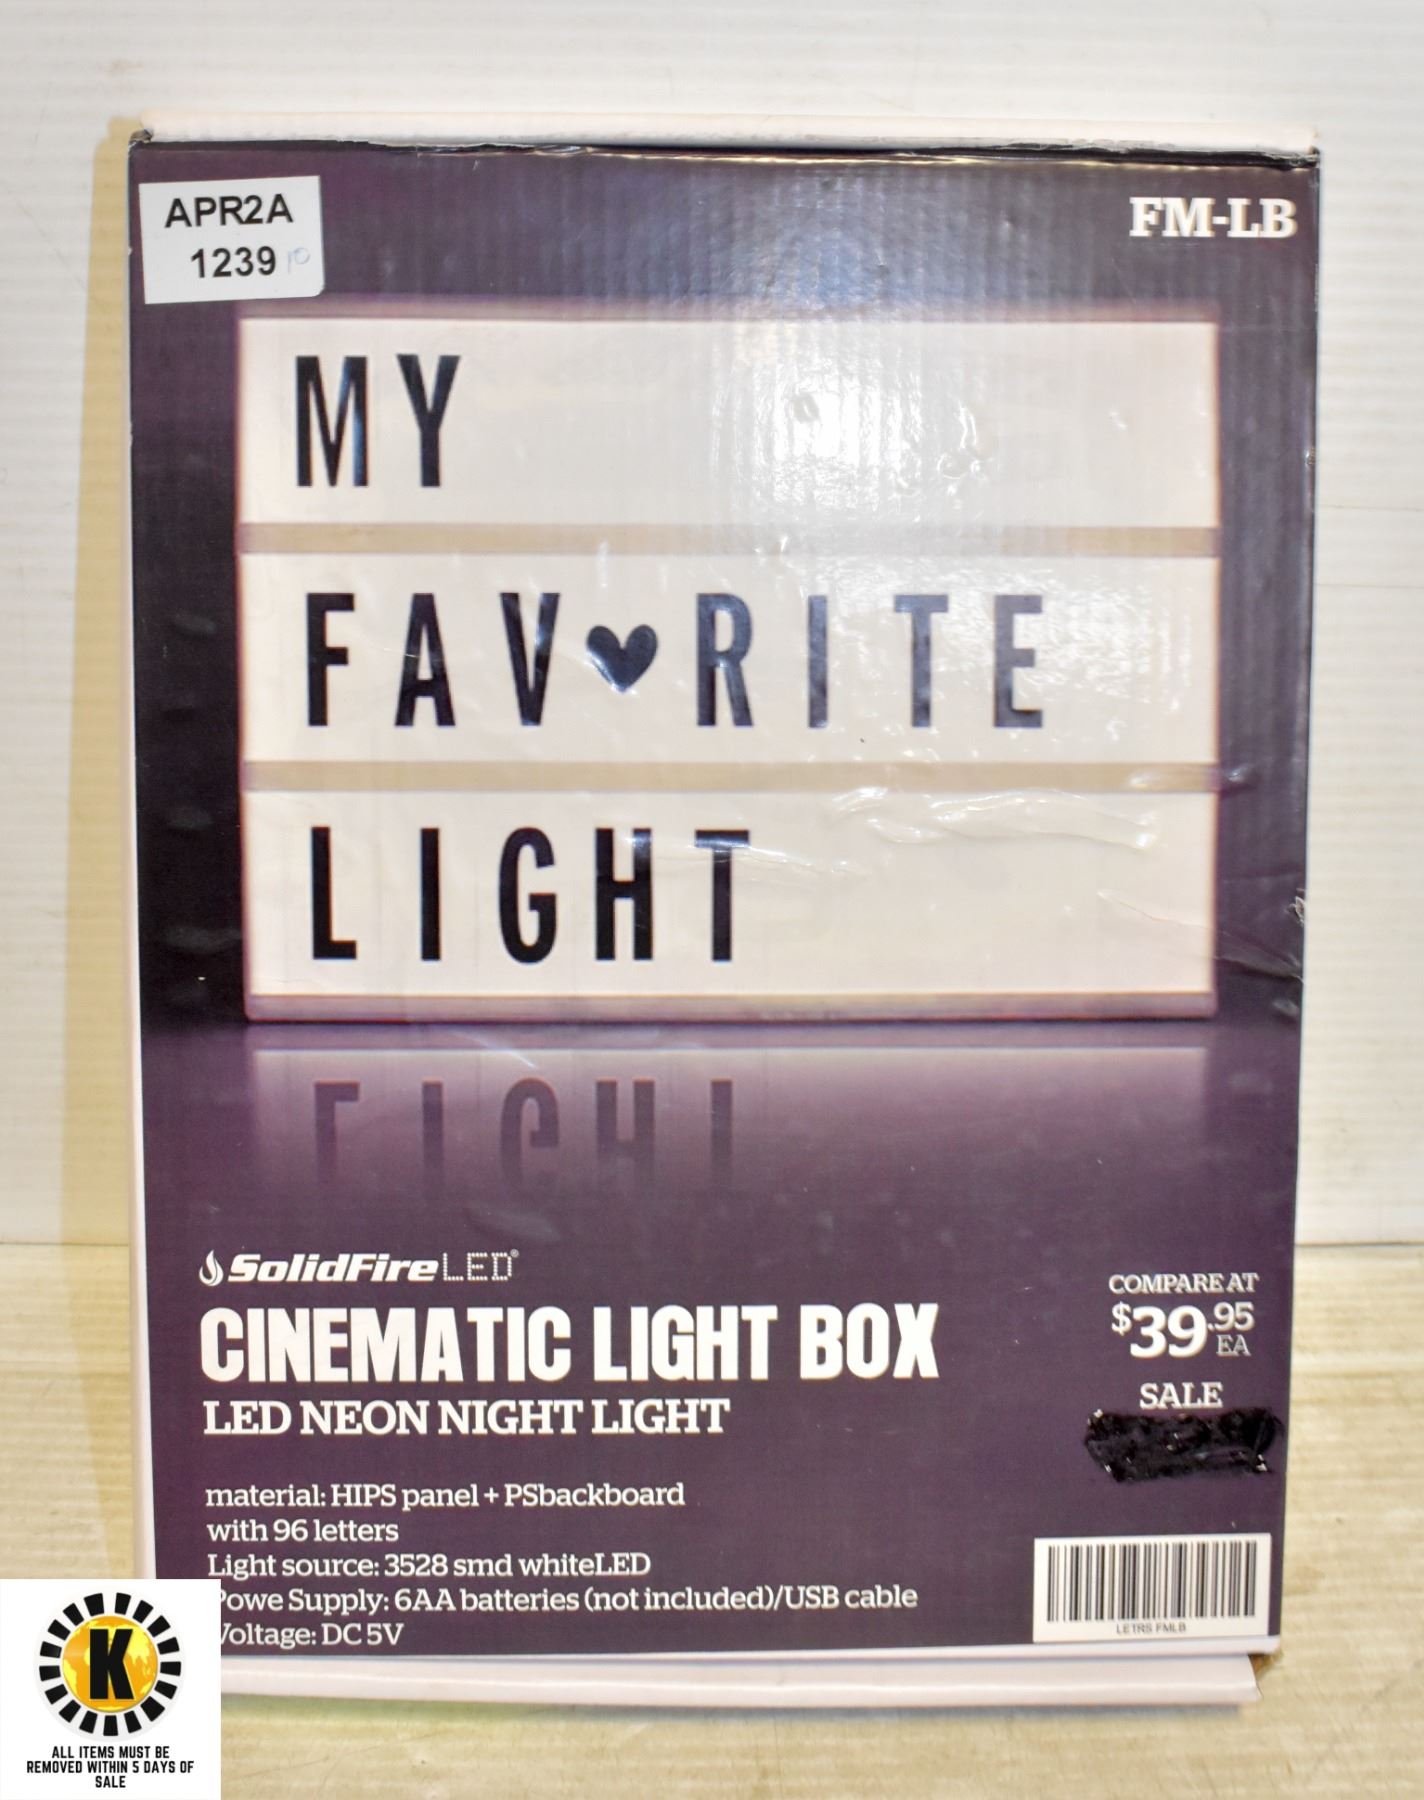 APR2A
1239 10
FM-LB
MY
FAV♥RITE
LIGHT
SolidFireLED®
CINEMATIC LIGHT BOX
LED NEON NIGHT LIGHT
COMPARE AT
$39.95
EA
SALE
material: HIPS panel + PSbackboard
with 96 letters
Light source: 3528 smd whiteLED
Powe Supply: 6AA batteries (not included)/USB cable
Voltage: DC 5V
LETRS FMLB
K
ALL ITEMS MUST BE
REMOVED WITHIN 5 DAYS OF
SALE